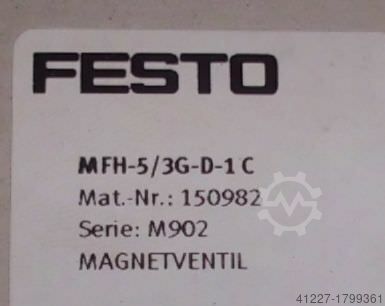 FESTO
MFH-5/3G-D-1 C
Mat.-Nr.: 150982
Serie: M902
MAGNETVENTIL
41227-1799361